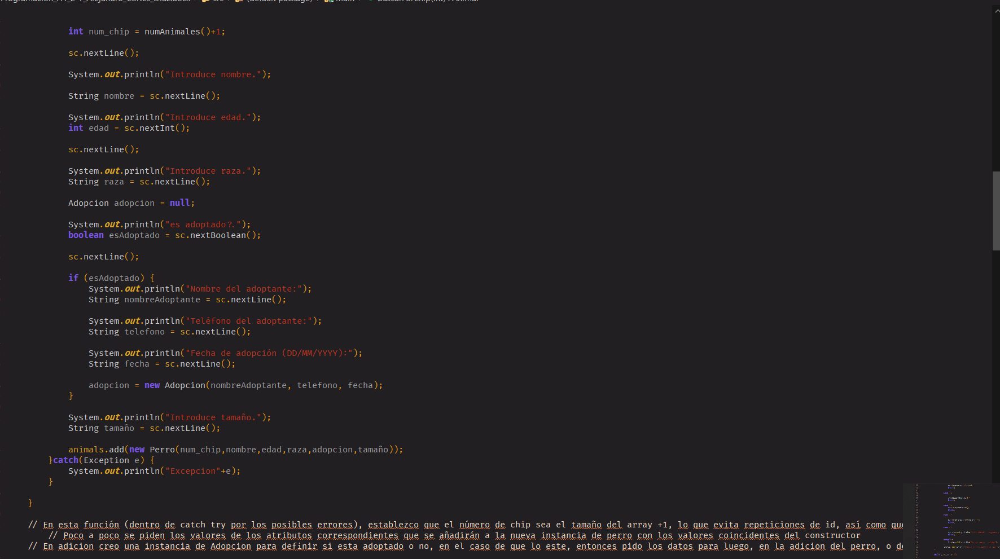 src (default package) Main buscarPorChip(int) : Animal
int num_chip = numAnimales()+1;
sc.nextLine();
System.out.println("Introduce nombre.");
String nombre = sc.nextLine();
System.out.println("Introduce edad.");
int edad = sc.nextInt();
sc.nextLine();
System.out.println("Introduce raza.");
String raza = sc.nextLine();
Adopcion adopcion = null;
System.out.println("es adoptado?.");
boolean esAdoptado = sc.nextBoolean();
sc.nextLine();
if (esAdoptado) {
System.out.println("Nombre del adoptante:");
String nombreAdoptante = sc.nextLine();
System.out.println("Teléfono del adoptante:");
String telefono = sc.nextLine();
System.out.println("Fecha de adopción (DD/MM/YYYY):");
String fecha = sc.nextLine();
adopcion = new Adopcion(nombreAdoptante, telefono, fecha);
}
System.out.println("Introduce tamaño.");
String tamaño = sc.nextLine();
animals.add(new Perro(num_chip,nombre,edad,raza,adopcion,tamaño));
}catch(Exception e) {
System.out.println("Excepcion"+e);
}
}
// En esta función (dentro de catch try por los posibles errores), establezco que el número de chip sea el tamaño del array +1, lo que evita repeticiones de id, así como que
// Poco a poco se piden los valores de los atributos correspondientes que se añadirán a la nueva instancia de perro con los valores coincidentes del constructor
// En adicion creo una instancia de Adopcion para definir si esta adoptado o no, en el caso de que lo este, entonces pido los datos para luego, en la adicion del perro, o de